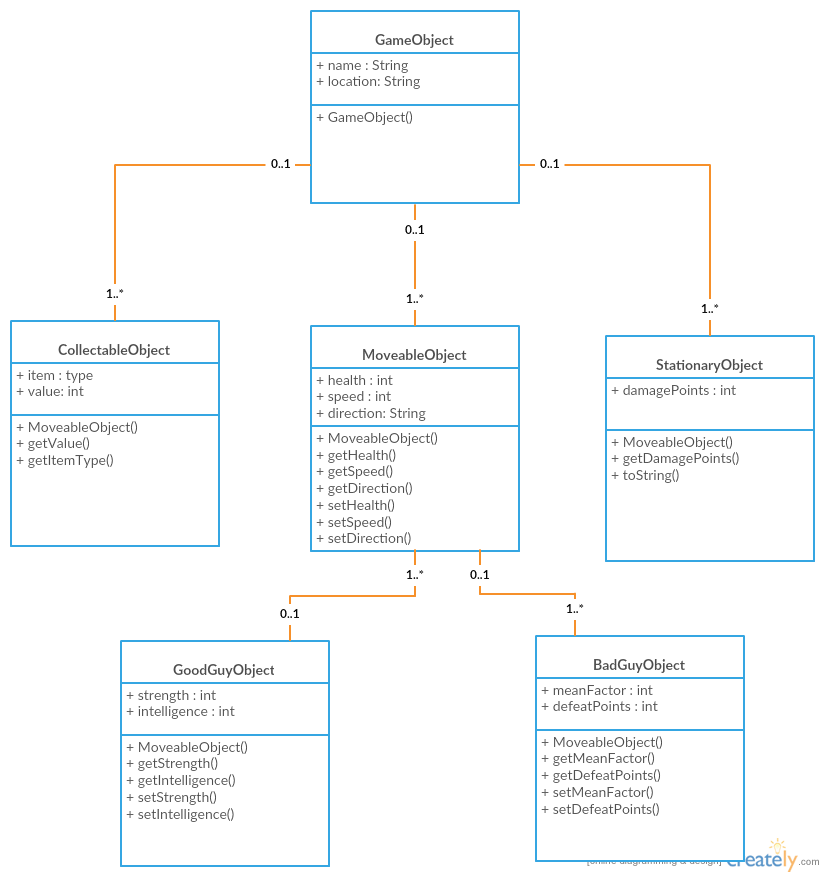 GameObject
+ name : String
+ location: String
+ GameObject()
0..1
0..1
0..1
1..*
1..*
1..*
CollectableObject
+ item : type
+ value: int
+ MoveableObject()
+ getValue()
+ getItemType()
MoveableObject
+ health : int
+ speed : int
+ direction: String
+ MoveableObject()
+ getHealth()
+ getSpeed()
+ getDirection()
+ setHealth()
+ setSpeed()
+ setDirection()
StationaryObject
+ damagePoints : int
+ MoveableObject()
+ getDamagePoints()
+ toString()
1..*
0..1
0..1
1..*
GoodGuyObject
+ strength : int
+ intelligence : int
+ MoveableObject()
+ getStrength()
+ getIntelligence()
+ setStrength()
+ setIntelligence()
BadGuyObject
+ meanFactor : int
+ defeatPoints : int
+ MoveableObject()
+ getMeanFactor()
+ getDefeatPoints()
+ setMeanFactor()
+ setDefeatPoints()
[online diagramming & design] creately.com